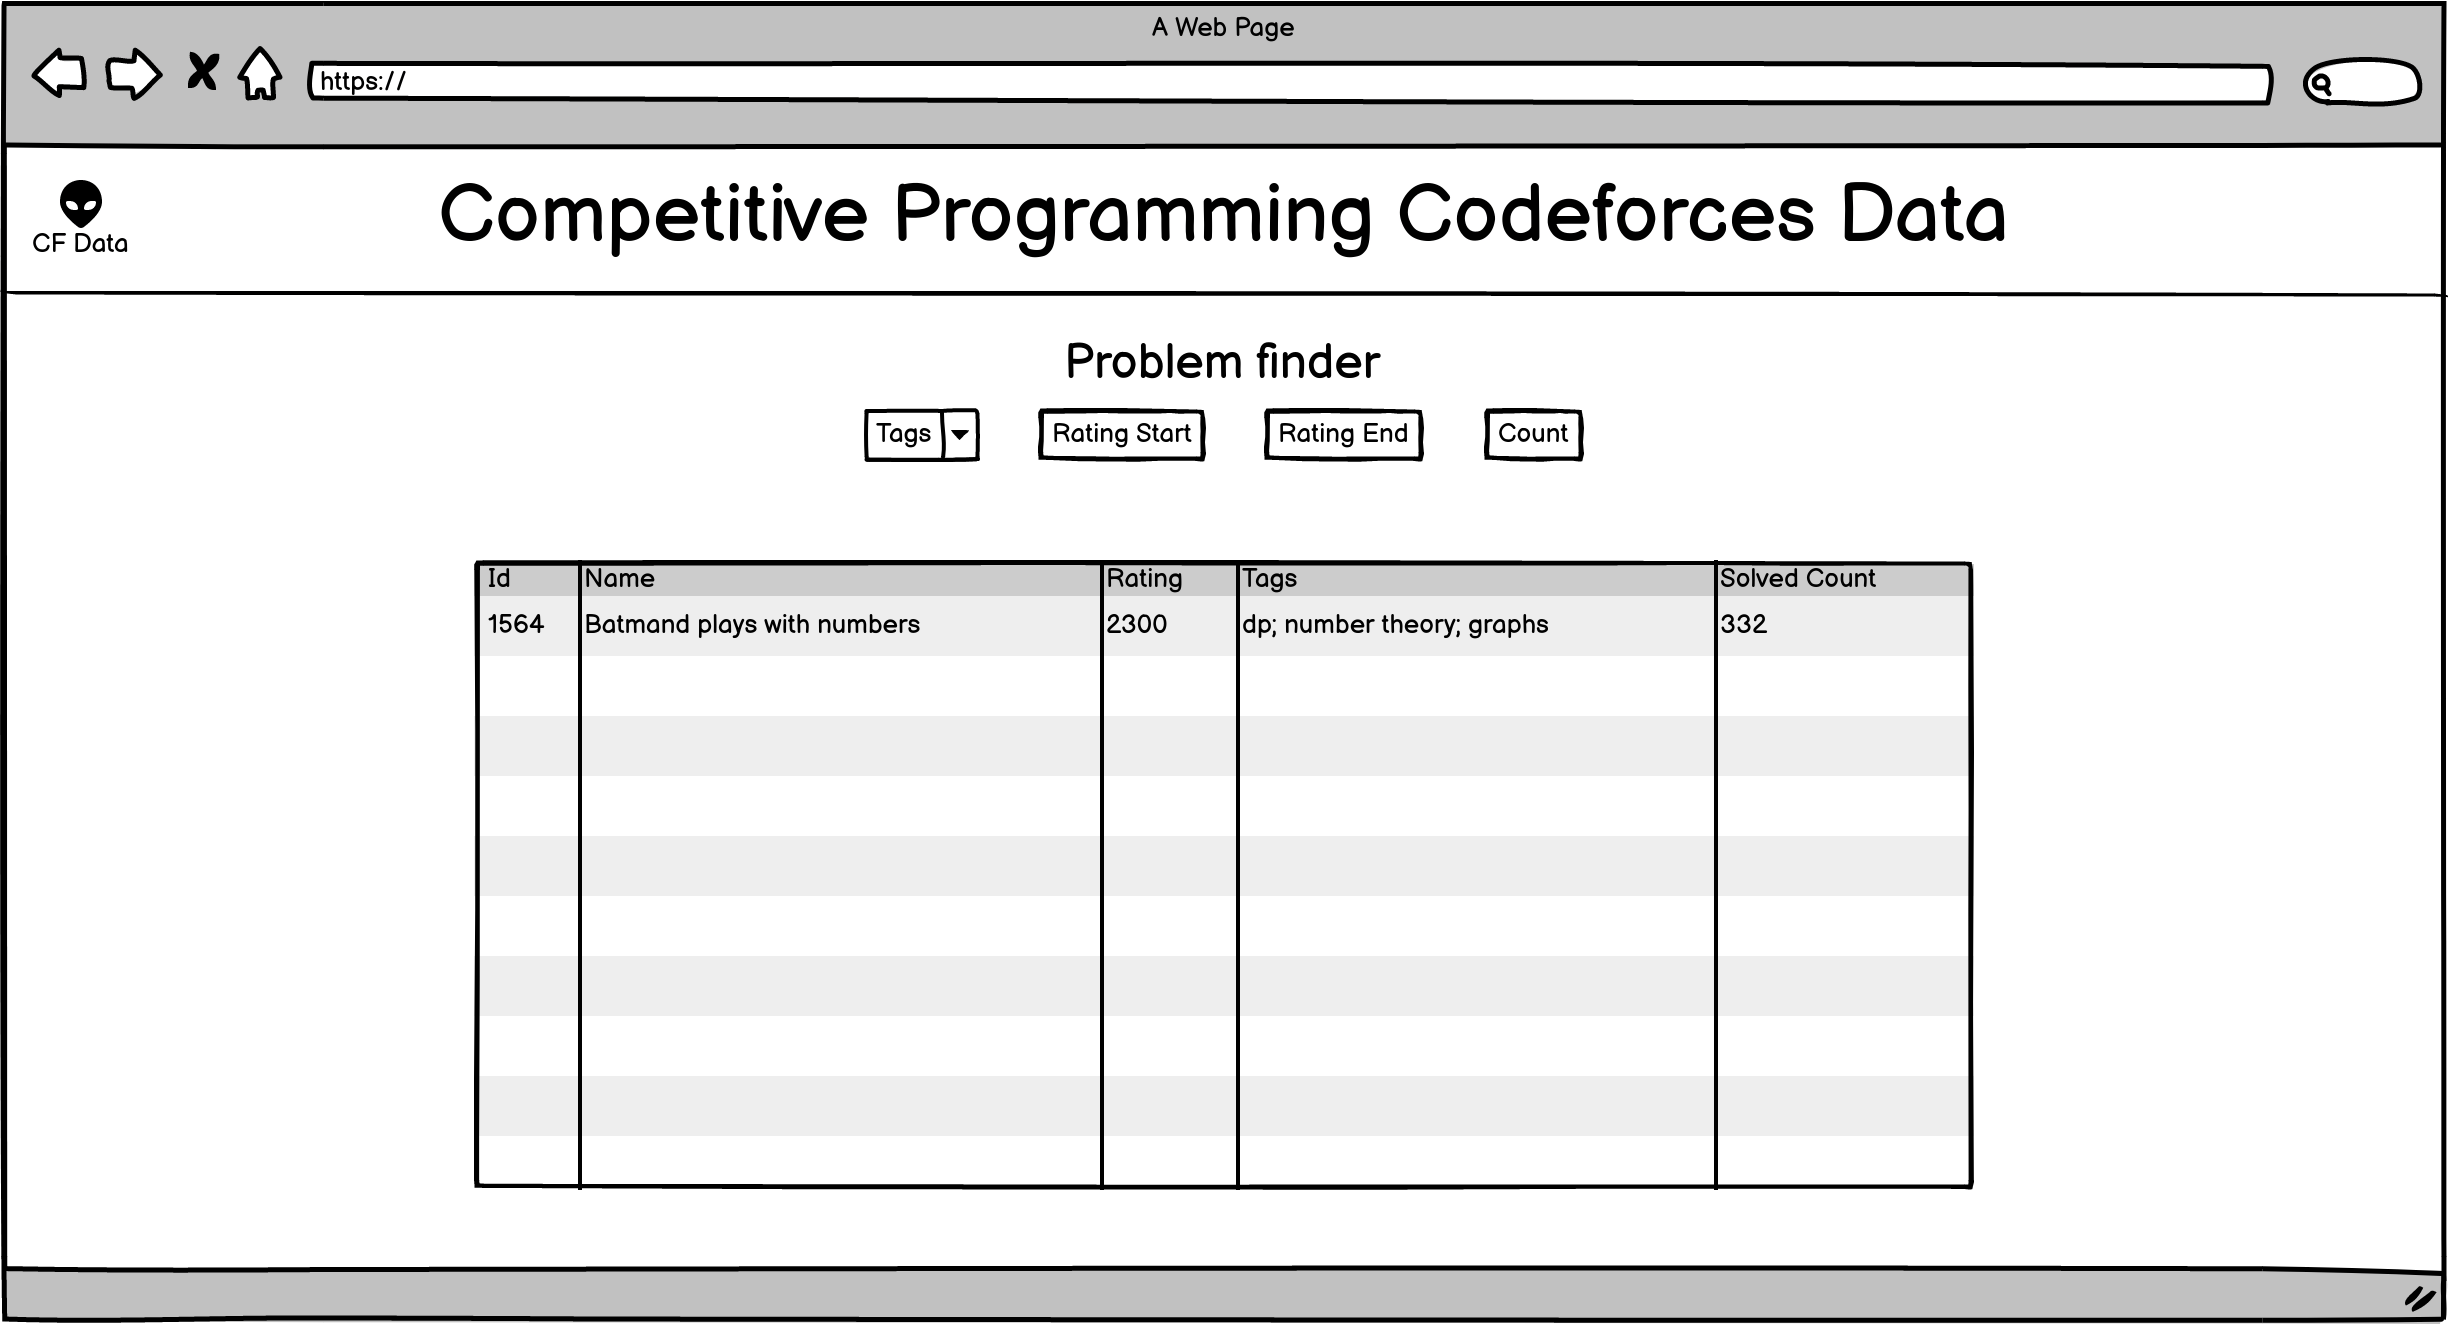 A Web Page
https://
CF Data
Competitive Programming Codeforces Data
Problem finder
Tags Rating Start Rating End Count
Id Name Rating Tags Solved Count
1564 Batmand plays with numbers 2300 dp; number theory; graphs 332